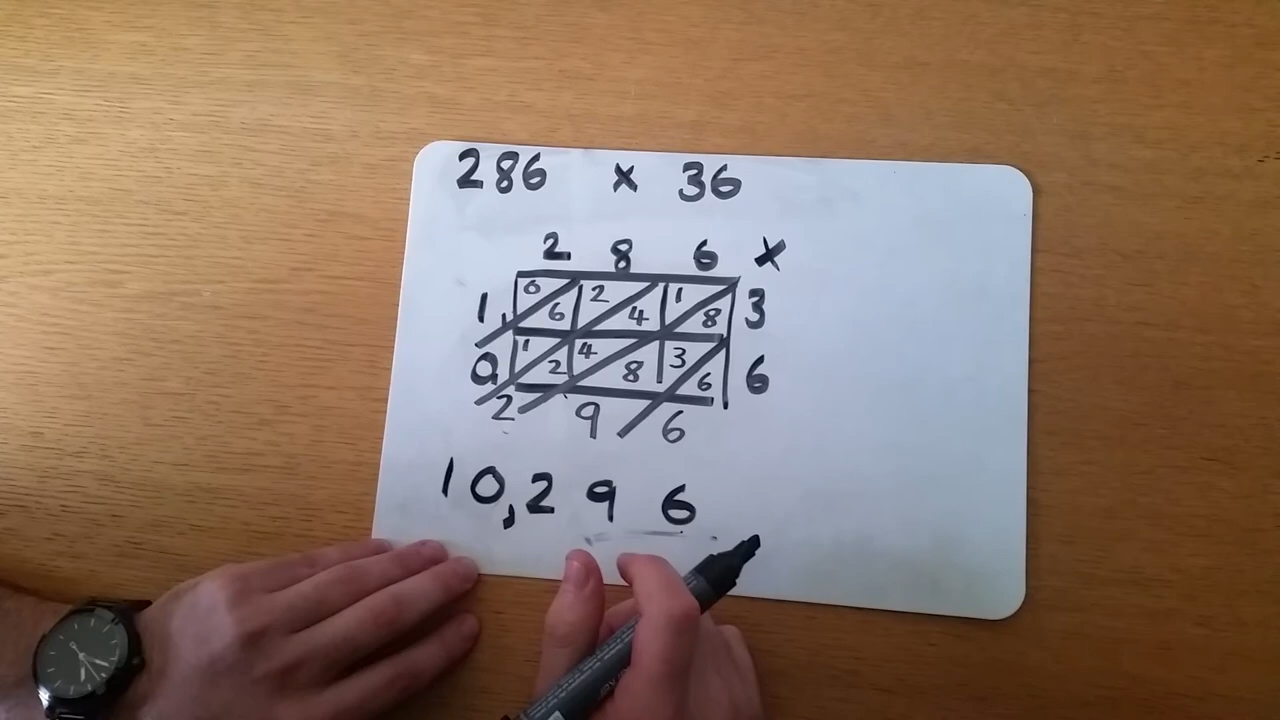 286 × 36
2 8 6 ×
0 2 1
1 6 4 8 3
1 4 3
0 2 8 6 6
2 9 6
10,296